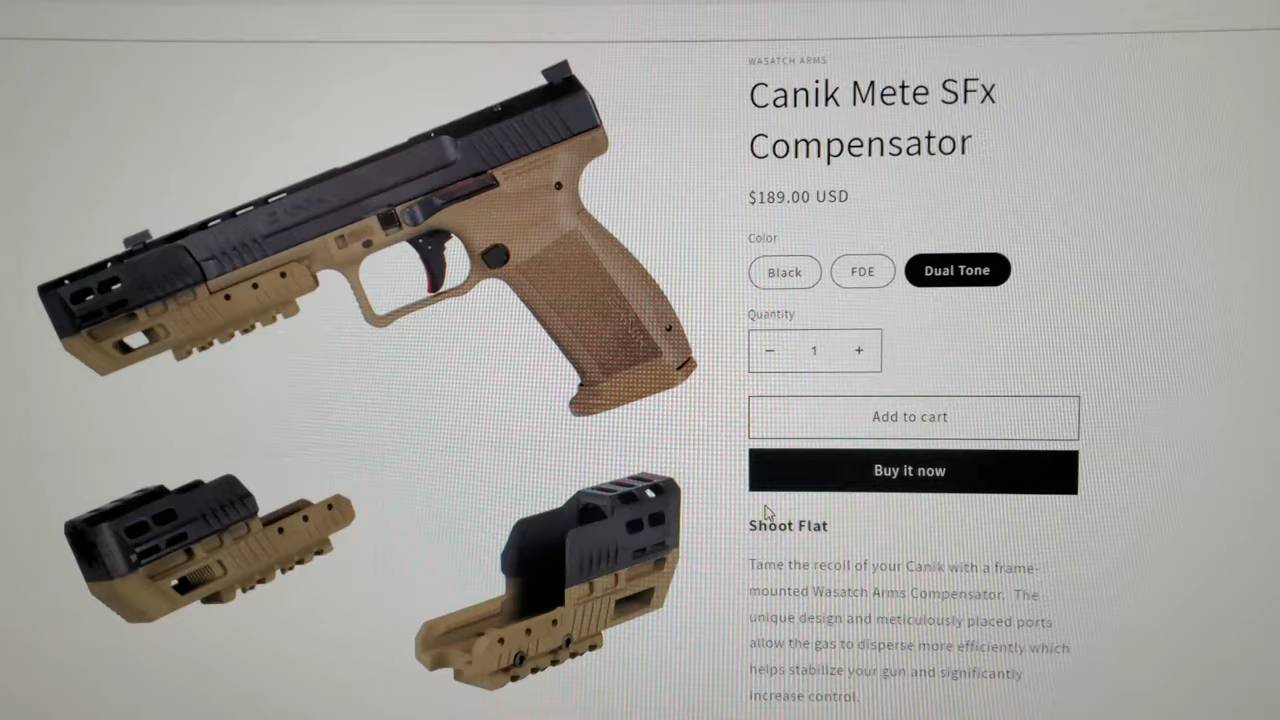 WASATCH ARMS
Canik Mete SFx
Compensator
$189.00 USD
Color
Black
FDE
Dual Tone
Quantity
− 1 +
Add to cart
Buy it now
Shoot Flat
Tame the recoil of your Canik with a frame-
mounted Wasatch Arms Compensator. The
unique design and meticulously placed ports
allow the gas to disperse more efficiently which
helps stabilize your gun and significantly
increase control.